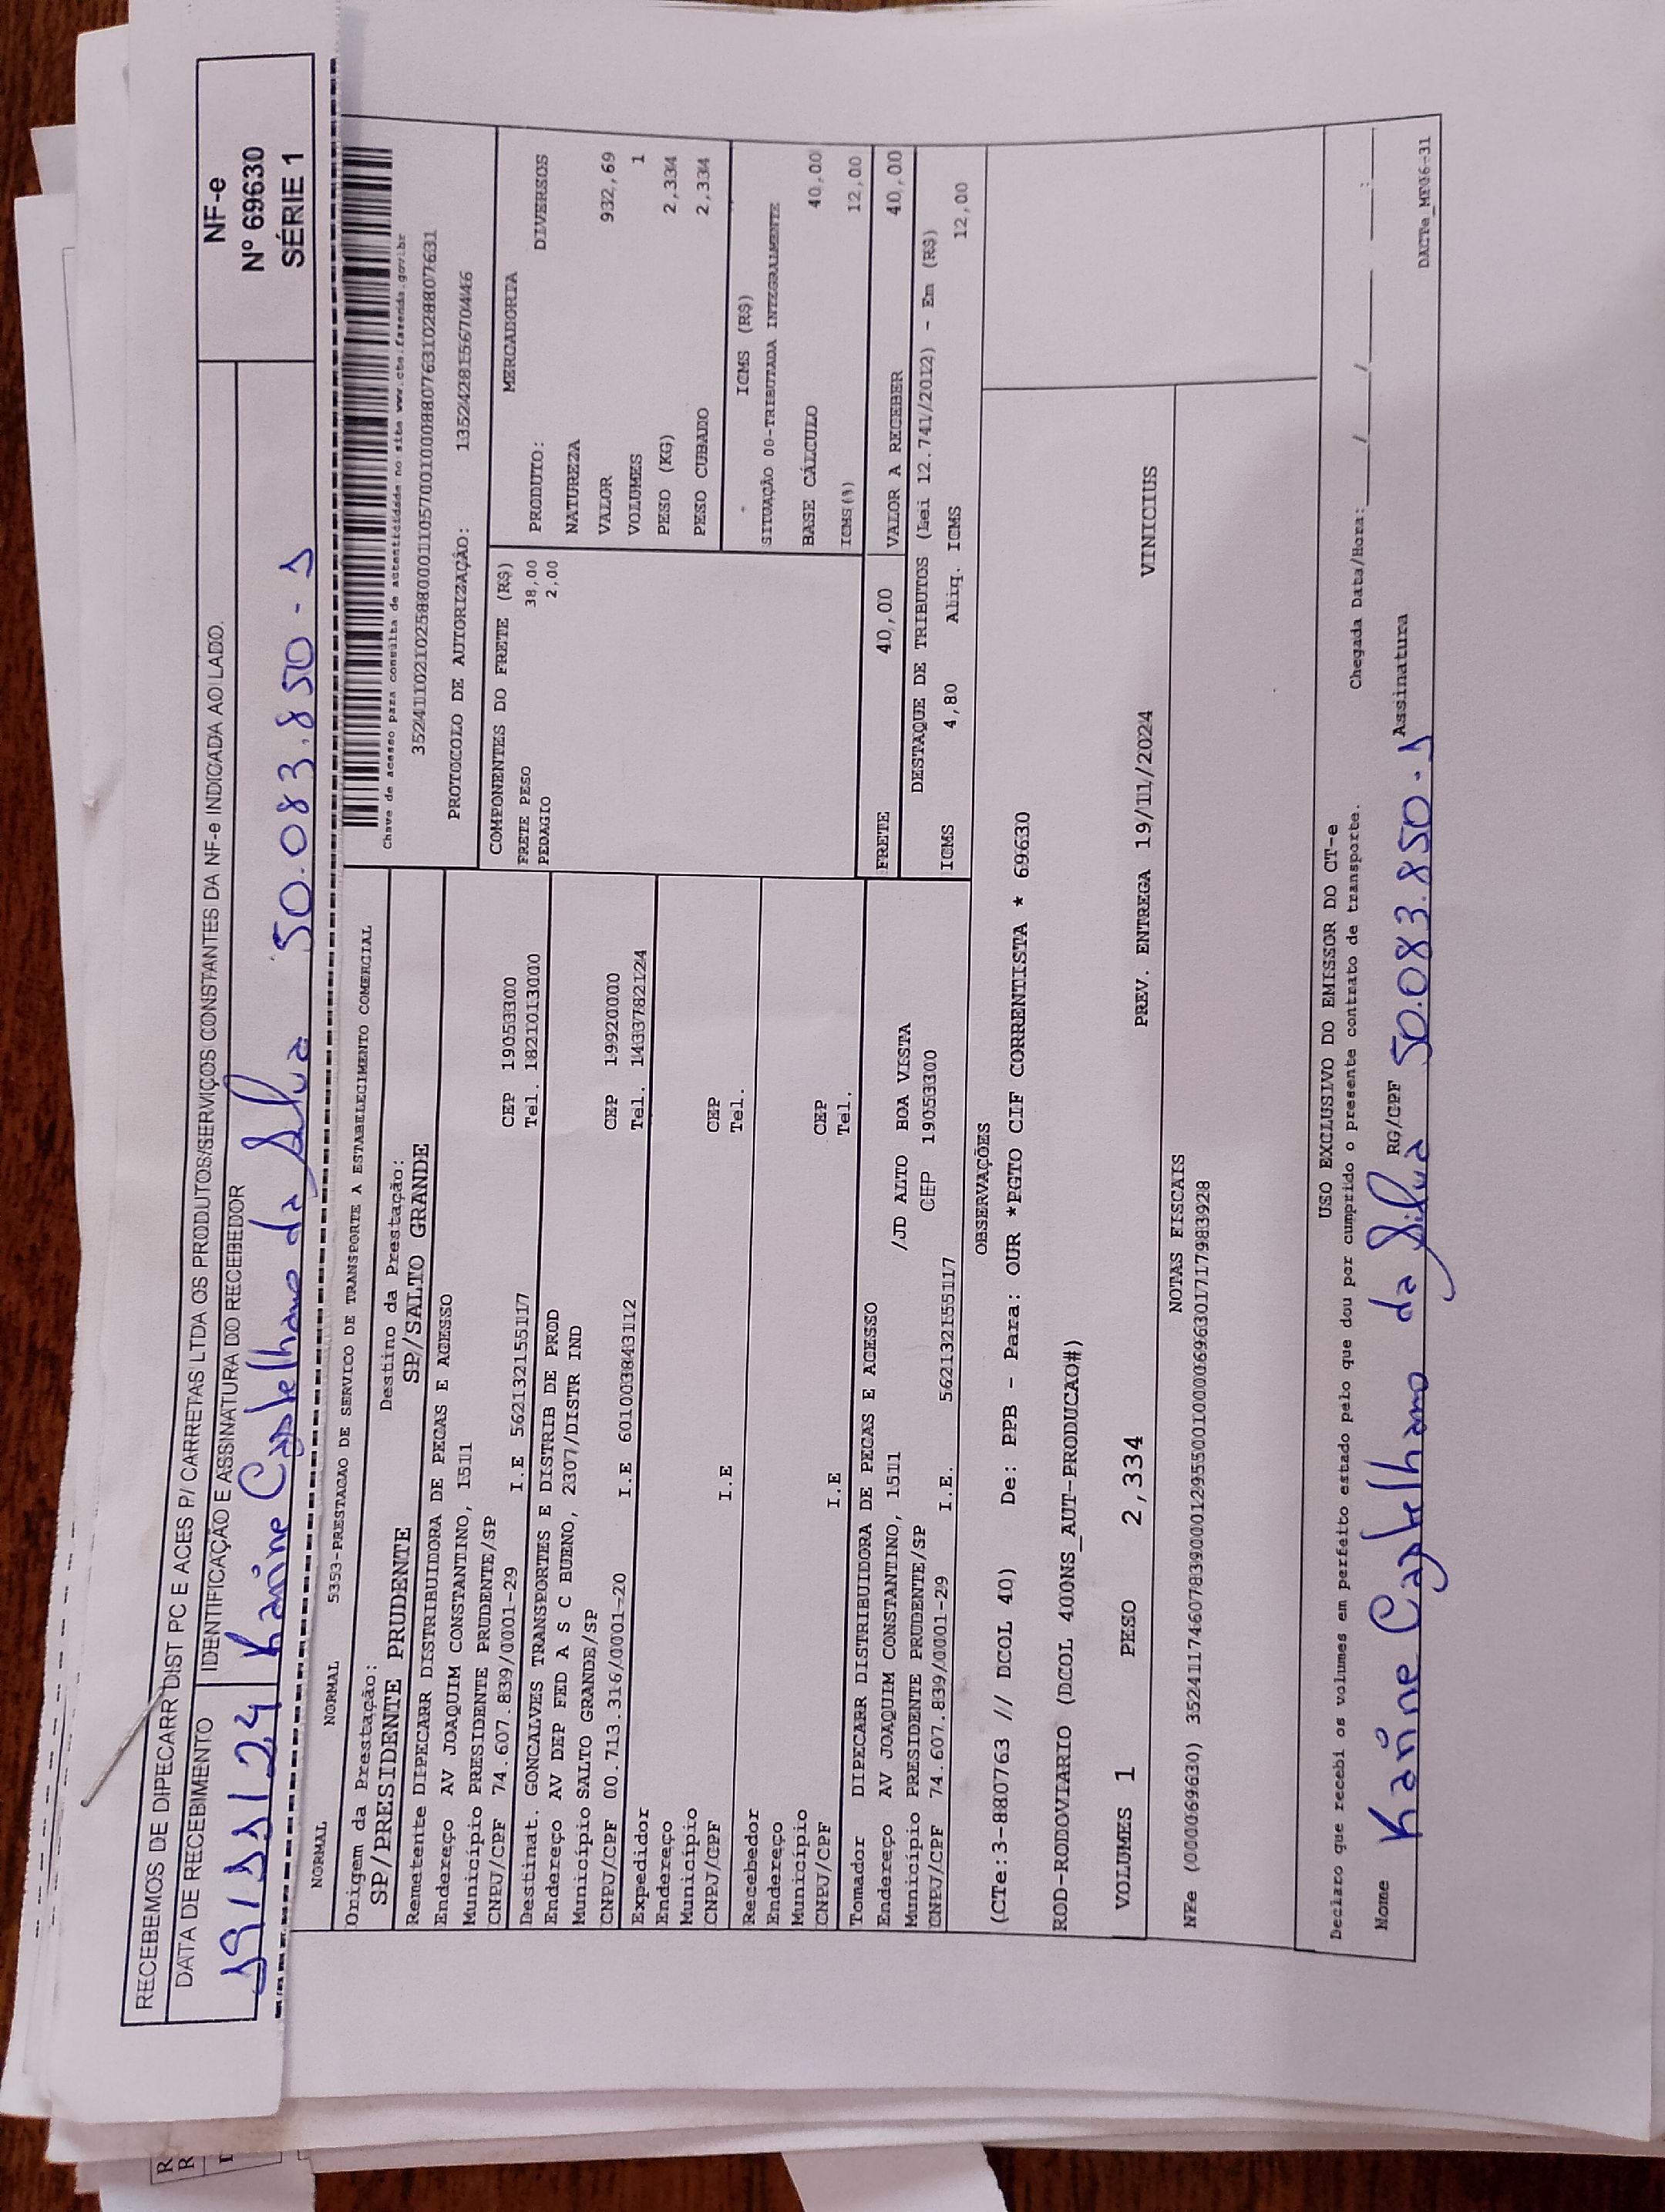 RECEBEMOS DE DIPECARR DIST PC E ACES P/ CARRETAS LTDA OS PRODUTOS/SERVIÇOS CONSTANTES DA NF-e INDICADA AO LADO.
DATA DE RECEBIMENTO IDENTIFICAÇÃO E ASSINATURA DO RECEBEDOR
19/11/24 Kaíne da Silva 50.083.850-1
NF-e
Nº 69630
SÉRIE 1
NORMAL NORMAL 5353-PRESTACAO DE SERVICO DE TRANSPORTE A ESTABELECIMENTO COMERCIAL
Origem da Prestação: Destino da Prestação:
SP/PRESIDENTE PRUDENTE SP/SALTO GRANDE
Remetente DIPECARR DISTRIBUIDORA DE PECAS E ACESSO
Endereço AV JOAQUIM CONSTANTINO, 1511
Município PRESIDENTE PRUDENTE/SP CEP 19053300
CNPJ/CPF 74.607.839/0001-29 I.E 562132155117 Tel. 1821013000
Destinat. GONCALVES TRANSPORTES E DISTRIB DE PROD
Endereço AV DEP FED A S C BUENO, 2307/DISTR IND
Município SALTO GRANDE/SP CEP 19920000
CNPJ/CPF 00.713.316/0001-20 I.E 601003843112 Tel. 1433782124
Expedidor
Endereço
Município CEP
CNPJ/CPF I.E Tel.
Recebedor
Endereço
Município CEP
CNPJ/CPF I.E Tel.
Tomador DIPECARR DISTRIBUIDORA DE PECAS E ACESSO
Endereço AV JOAQUIM CONSTANTINO, 1511 /JD ALTO BOA VISTA
Município PRESIDENTE PRUDENTE/SP CEP 19053300
CNPJ/CPF 74.607.839/0001-29 I.E. 562132155117
Chave de acesso para consulta de autenticidade no site www.cte.fazenda.gov.br
PROTOCOLO DE AUTORIZAÇÃO: 135242815670446
COMPONENTES DO FRETE (R$)
FRETE PESO 38,00
PEDAGIO 2,00
MERCADORIA
PRODUTO: DIVERSOS
NATUREZA
VALOR 932,69
VOLUMES 1
PESO (KG) 2,334
PESO CUBADO 2,334
ICMS (R$)
SITUAÇÃO 00-TRIBUTADA INTEGRALMENTE
BASE CÁLCULO 40,00
ICMS(%) 12,00
FRETE 40,00 VALOR A RECEBER 40,00
DESTAQUE DE TRIBUTOS (Lei 12.741/2012) - Em (R$)
ICMS 4,80 Aliq. ICMS 12,00
OBSERVAÇÕES
(CTe:3-880763 // DCOL 40) De: PPB - Para: OUR *PGTO CIF CORRENTISTA * 69630
ROD-RODOVIARIO (DCOL 40ONS_AUT-PRODUCAO#)
VOLUMES 1 PESO 2,334 PREV. ENTREGA 19/11/2024 VINICIUS
NOTAS FISCAIS
NFe (000069630) 35241174607839000129550010000696301717983928
USO EXCLUSIVO DO EMISSOR DO CT-e
Declaro que recebi os volumes em perfeito estado pelo que dou por cumprido o presente contrato de transporte. Chegada Data/Hora:____/____/____ ___:___
Nome Kaíne da Silva RG/CPF 50.083.850.1 Assinatura
DACTe_MF06-31